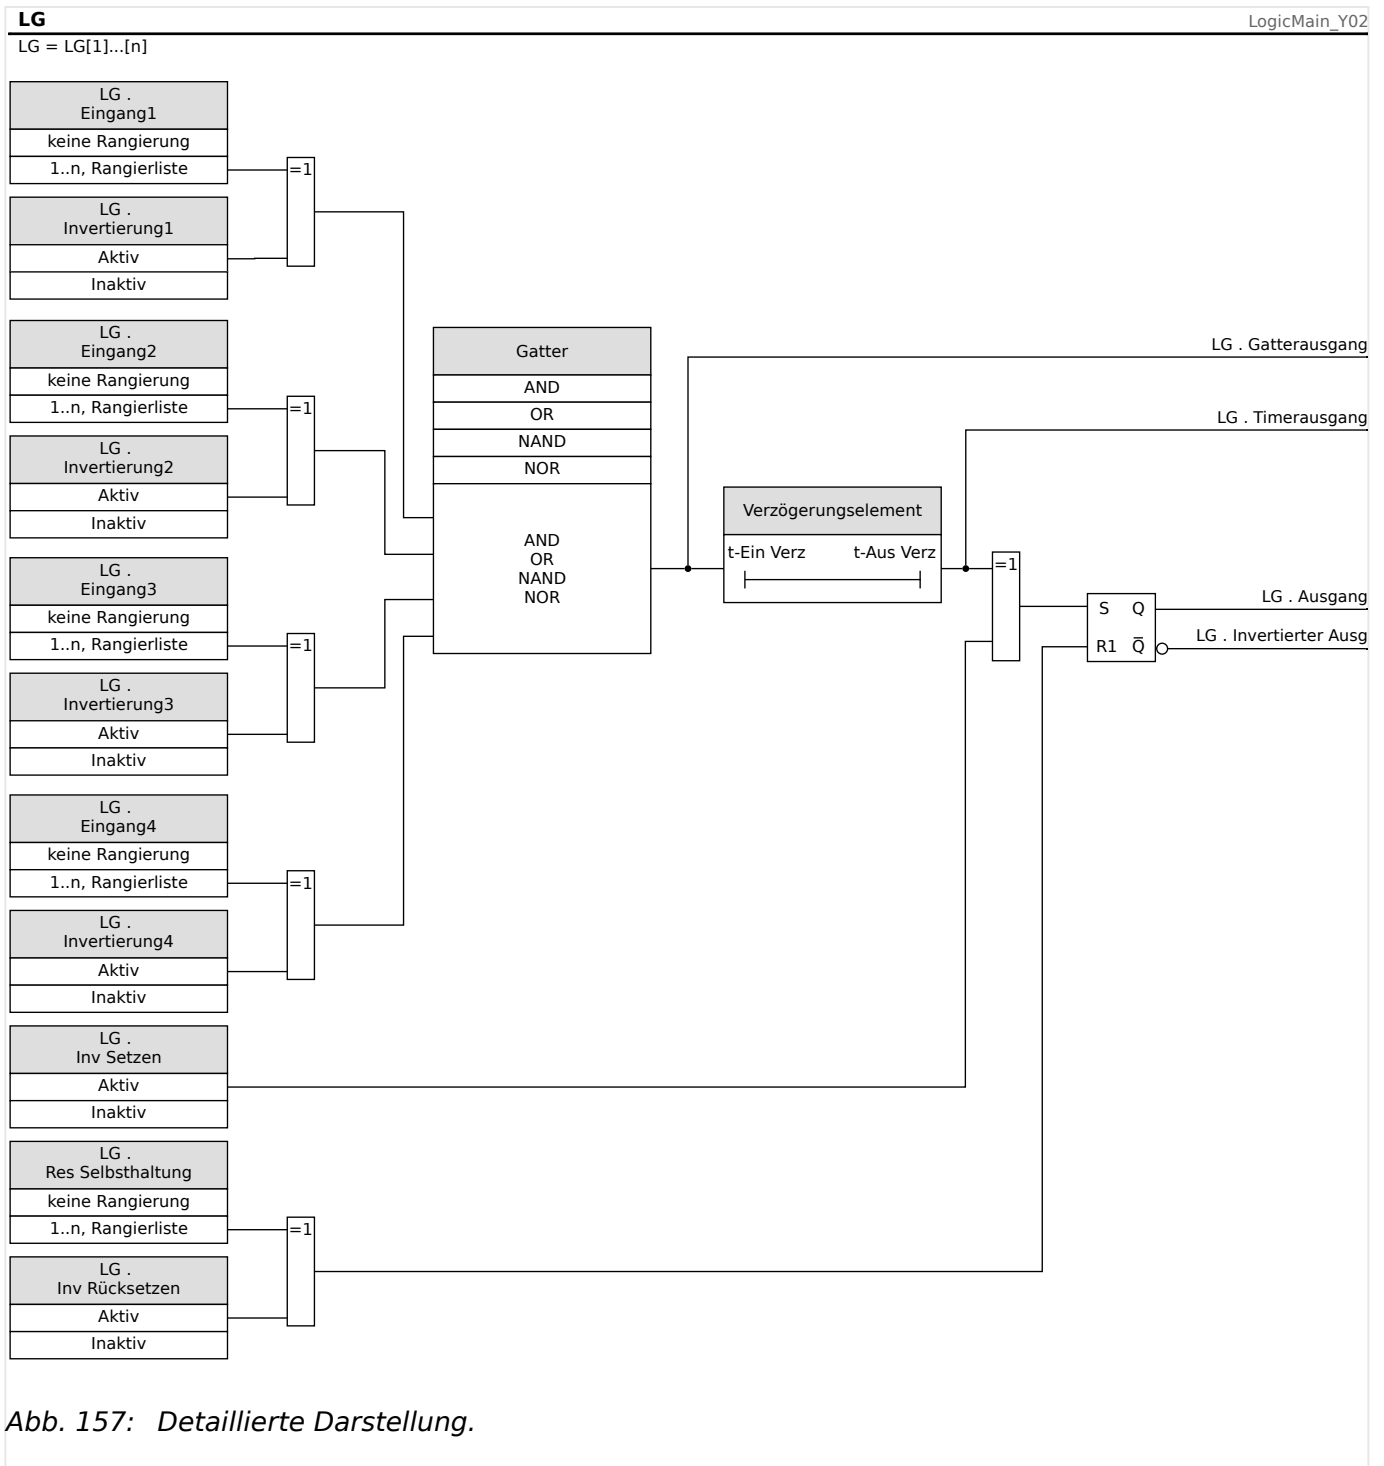 LG
LogicMain_Y02
LG = LG[1]...[n]
LG .
Eingang1
keine Rangierung
1..n, Rangierliste
=1
LG .
Invertierung1
Aktiv
Inaktiv
LG .
Eingang2
keine Rangierung
1..n, Rangierliste
=1
LG .
Invertierung2
Aktiv
Inaktiv
LG .
Eingang3
keine Rangierung
1..n, Rangierliste
=1
LG .
Invertierung3
Aktiv
Inaktiv
LG .
Eingang4
keine Rangierung
1..n, Rangierliste
=1
LG .
Invertierung4
Aktiv
Inaktiv
LG .
Inv Setzen
Aktiv
Inaktiv
LG .
Res Selbsthaltung
keine Rangierung
1..n, Rangierliste
=1
LG .
Inv Rücksetzen
Aktiv
Inaktiv
Gatter
AND
OR
NAND
NOR
AND
OR
NAND
NOR
Verzögerungselement
t-Ein Verz t-Aus Verz
=1
S Q
R1 Q̅
LG . Gatterausgang
LG . Timerausgang
LG . Ausgang
LG . Invertierter Ausg
Abb. 157: Detaillierte Darstellung.